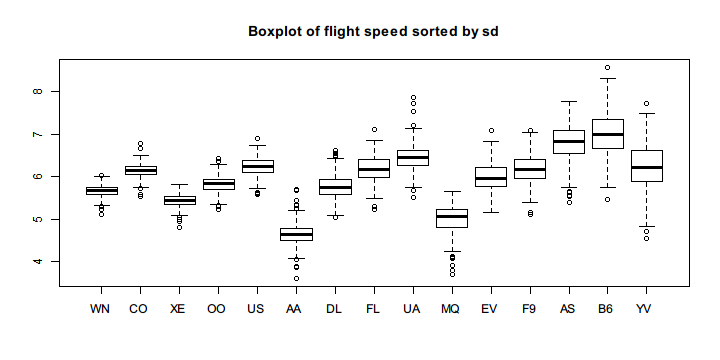 Boxplot of flight speed sorted by sd
8
7
6
5
4
WN CO XE OO US AA DL FL UA MQ EV F9 AS B6 YV